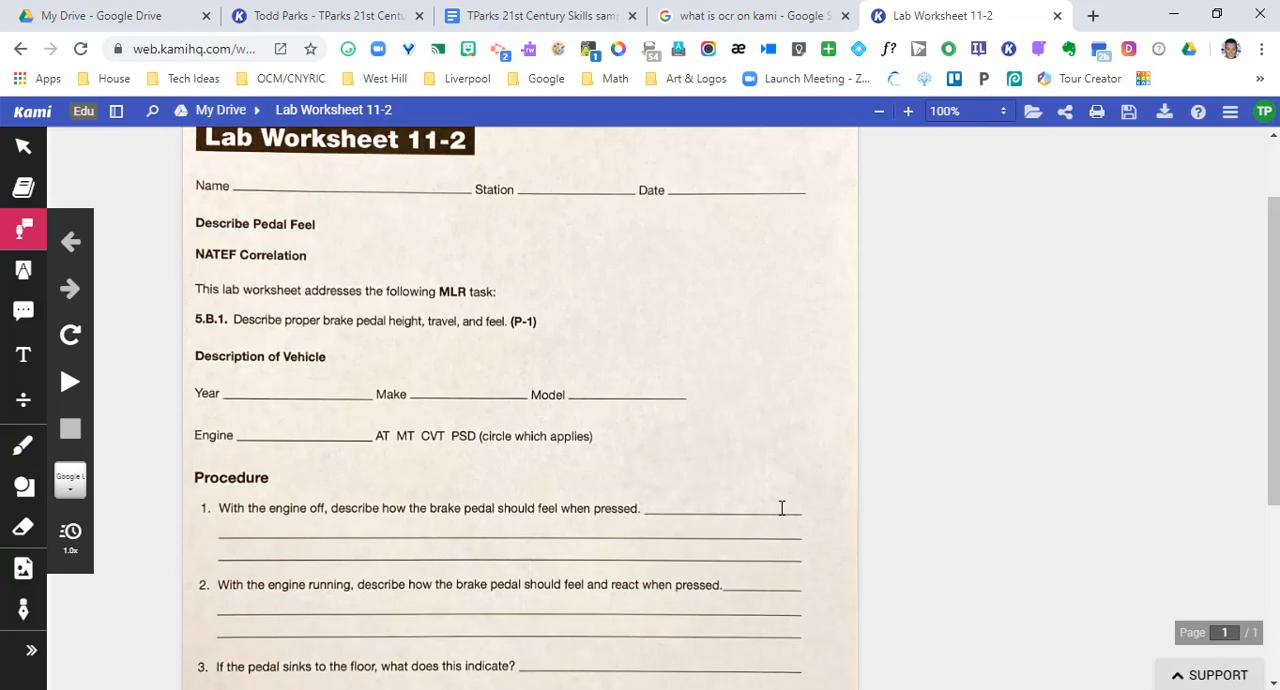 My Drive - Google Drive
Todd Parks - TParks 21st Centu
TParks 21st Century Skills sam
what is ocr on kami - Google S
Lab Worksheet 11-2
web.kamihq.com/w...
2
1
54
æ
f?
IL
D
2h
Apps
House
Tech Ideas
OCM/CNYRIC
West Hill
Liverpool
Google
Math
Art & Logos
Launch Meeting - Z...
P
Tour Creator
»
Kami
Edu
My Drive
Lab Worksheet 11-2
100%
TP
Lab Worksheet 11-2
Name Station Date
Describe Pedal Feel
NATEF Correlation
This lab worksheet addresses the following MLR task:
5.B.1. Describe proper brake pedal height, travel, and feel. (P-1)
Description of Vehicle
Year Make Model
Engine AT MT CVT PSD (circle which applies)
Procedure
1. With the engine off, describe how the brake pedal should feel when pressed.
2. With the engine running, describe how the brake pedal should feel and react when pressed.
3. If the pedal sinks to the floor, what does this indicate?
T
1.0x
Page 1 / 1
SUPPORT